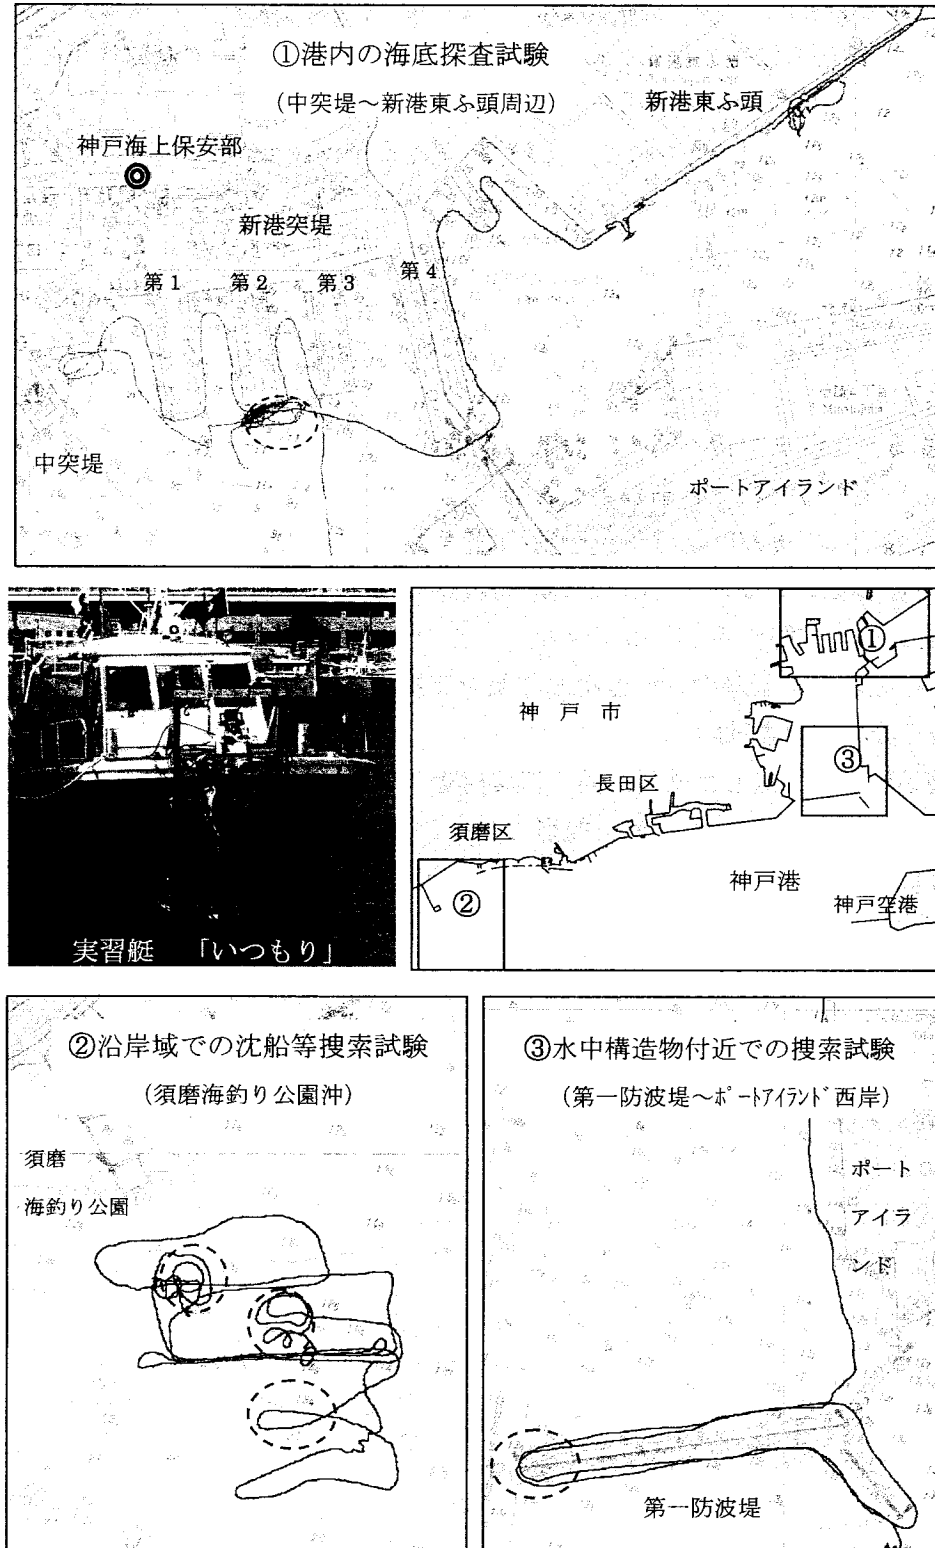 ①港内の海底探査試験
(中突堤～新港東ふ頭周辺)
新港東ふ頭
神戸海上保安部
新港突堤
第1
第2
第3
第4
中突堤
ポートアイランド
実習艇 「いつもり」
①
神戸市
③
長田区
須磨区
神戸港
②
神戸空港
②沿岸域での沈船等捜索試験
(須磨海釣り公園沖)
須磨
海釣り公園
③水中構造物付近での捜索試験
(第一防波堤～ポートアイランド西岸)
ポート
アイラ
ンド
第一防波堤